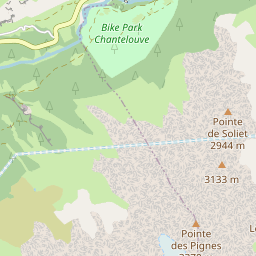 Bike Park
Chantelouve
Pointe
de Soliet
2944 m
3133 m
Pointe
des Pignes